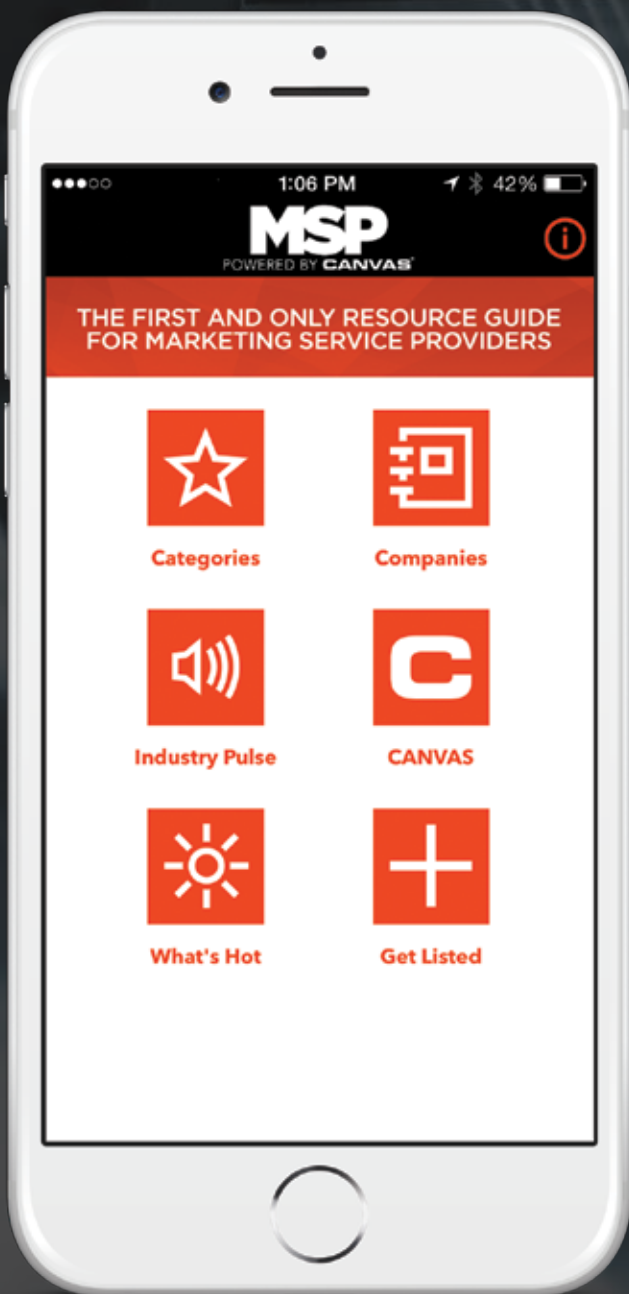 1:06 PM 42%
MSP
POWERED BY CANVAS
i
THE FIRST AND ONLY RESOURCE GUIDE
FOR MARKETING SERVICE PROVIDERS
Categories Companies
C
Industry Pulse CANVAS
What's Hot Get Listed